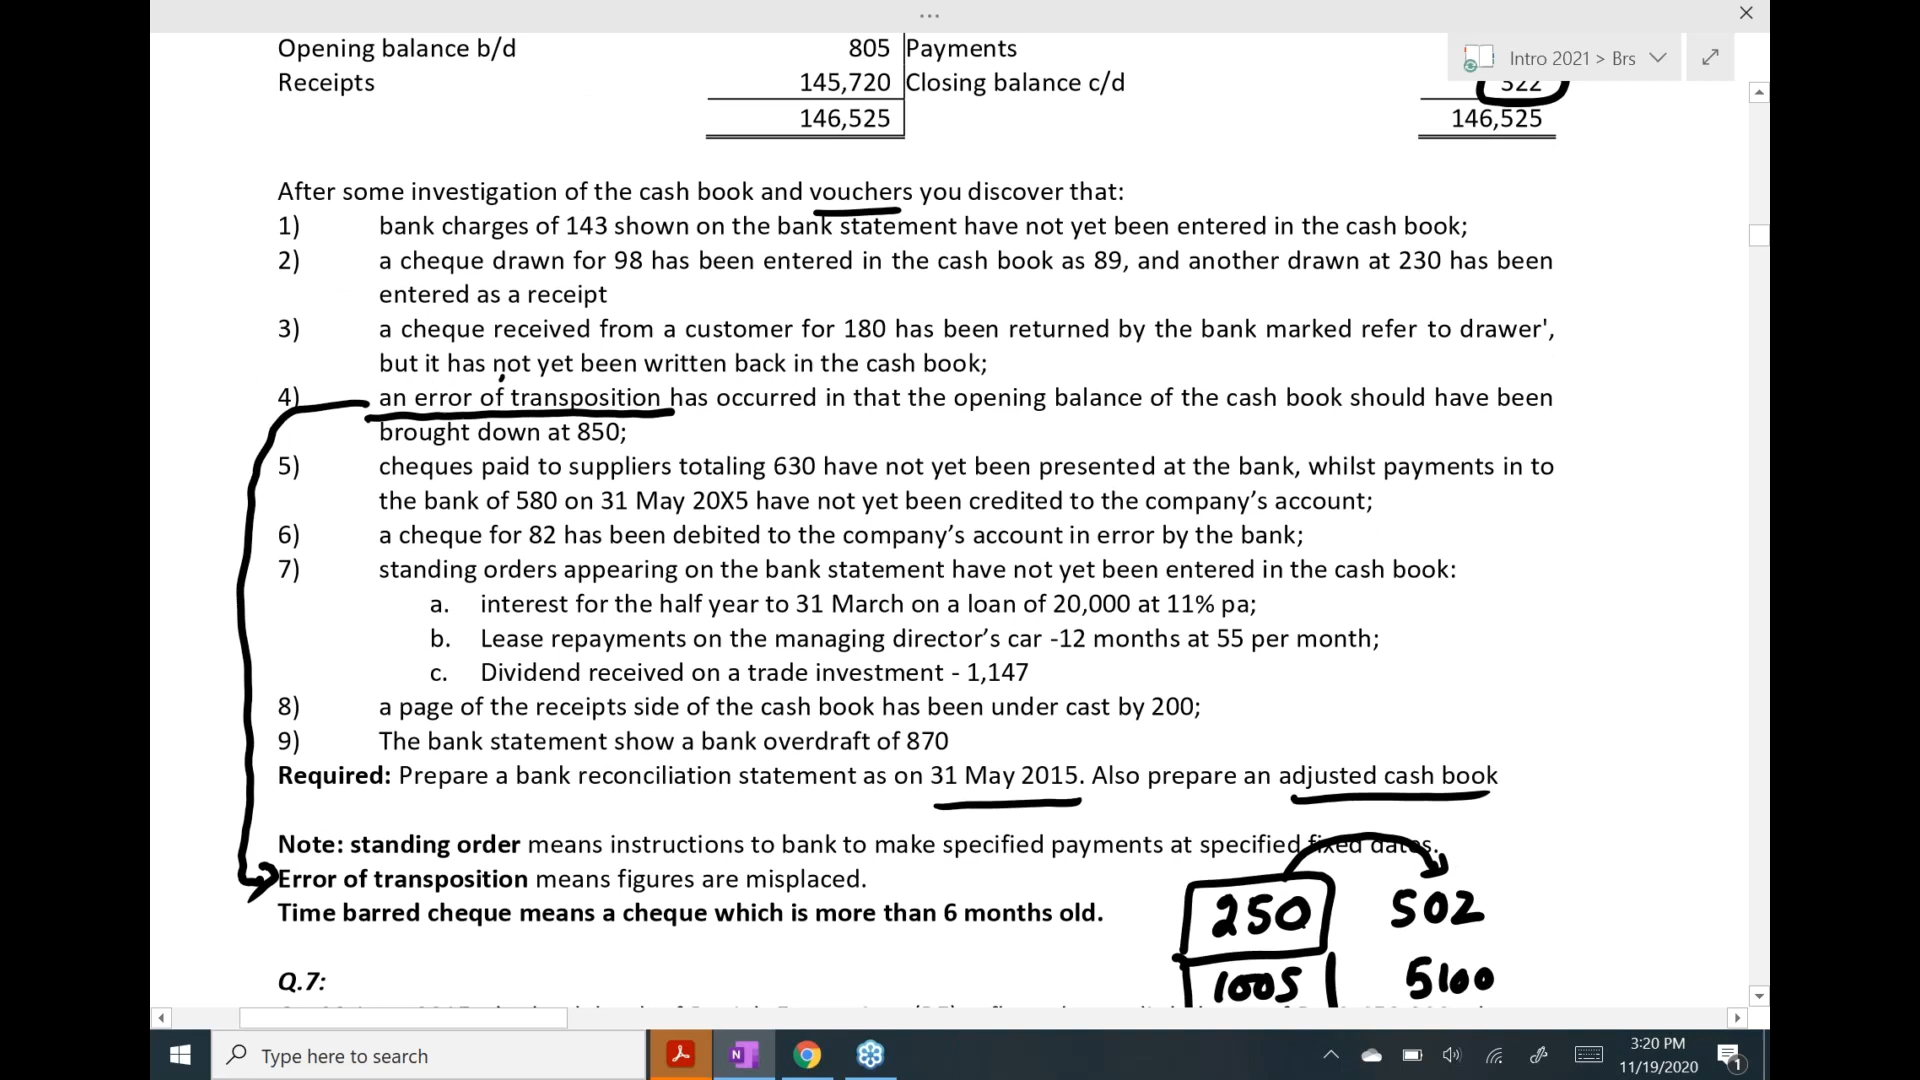 ...
Opening balance b/d 805 Payments
Intro 2021 > Brs
Receipts 145,720 Closing balance c/d 322
146,525 146,525
After some investigation of the cash book and vouchers you discover that:
1) bank charges of 143 shown on the bank statement have not yet been entered in the cash book;
2) a cheque drawn for 98 has been entered in the cash book as 89, and another drawn at 230 has been
entered as a receipt
3) a cheque received from a customer for 180 has been returned by the bank marked refer to drawer',
but it has not yet been written back in the cash book;
4) an error of transposition has occurred in that the opening balance of the cash book should have been
brought down at 850;
5) cheques paid to suppliers totaling 630 have not yet been presented at the bank, whilst payments in to
the bank of 580 on 31 May 20X5 have not yet been credited to the company’s account;
6) a cheque for 82 has been debited to the company’s account in error by the bank;
7) standing orders appearing on the bank statement have not yet been entered in the cash book:
a. interest for the half year to 31 March on a loan of 20,000 at 11% pa;
b. Lease repayments on the managing director’s car -12 months at 55 per month;
c. Dividend received on a trade investment - 1,147
8) a page of the receipts side of the cash book has been under cast by 200;
9) The bank statement show a bank overdraft of 870
Required: Prepare a bank reconciliation statement as on 31 May 2015. Also prepare an adjusted cash book
Note: standing order means instructions to bank to make specified payments at specified fixed dates.
Error of transposition means figures are misplaced.
Time barred cheque means a cheque which is more than 6 months old.
250 502
Q.7:
1005 5100
Type here to search
3:20 PM
11/19/2020
1